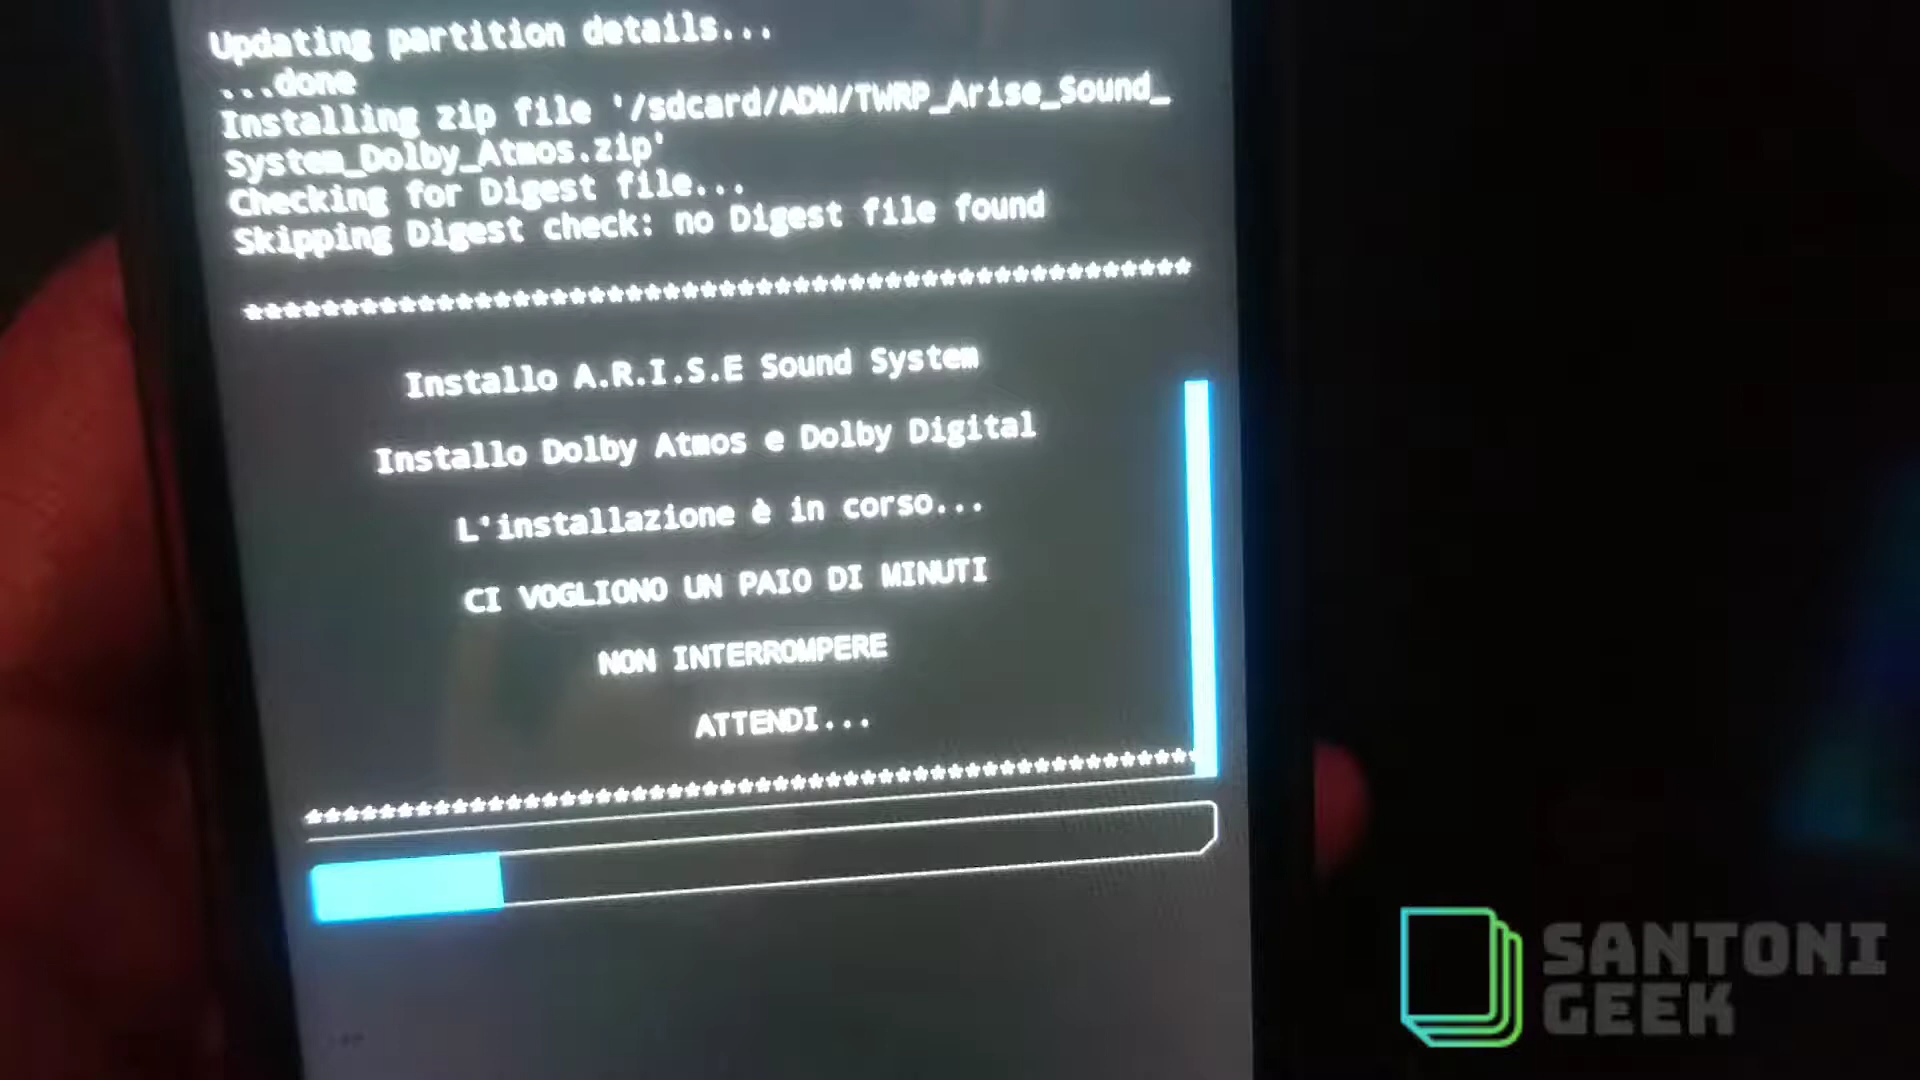 Updating partition details...
...done
Installing zip file '/sdcard/ADM/TWRP_Arise_Sound_
System_Dolby_Atmos.zip'
Checking for Digest file...
Skipping Digest check: no Digest file found
****************************************************
Installo A.R.I.S.E Sound System
Installo Dolby Atmos e Dolby Digital
L'installazione è in corso...
CI VOGLIONO UN PAIO DI MINUTI
NON INTERROMPERE
ATTENDI...
****************************************************
SANTONI
GEEK